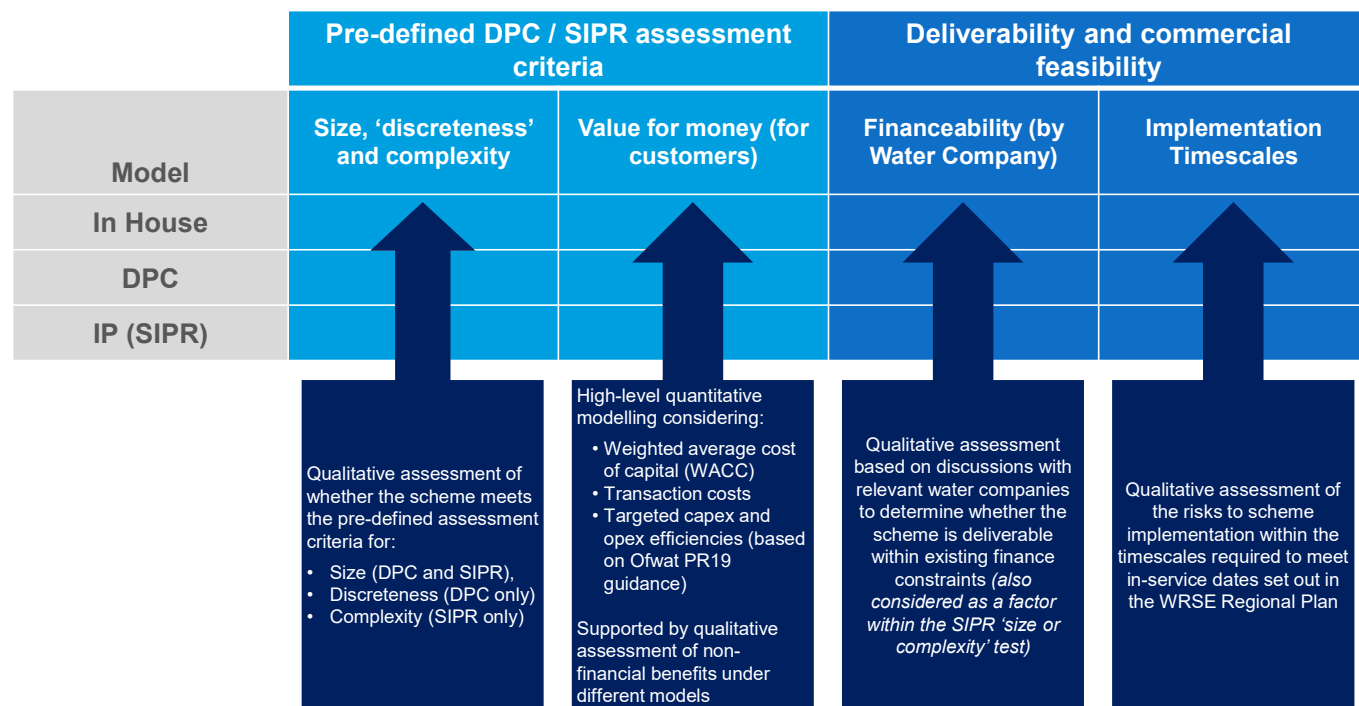 Pre-defined DPC / SIPR assessment
criteria
Deliverability and commercial
feasibility
Model
Size, ‘discreteness’
and complexity
Value for money (for
customers)
Financeability (by
Water Company)
Implementation
Timescales
In House
DPC
IP (SIPR)
Qualitative assessment of
whether the scheme meets
the pre-defined assessment
criteria for:
• Size (DPC and SIPR),
• Discreteness (DPC only)
• Complexity (SIPR only)
High-level quantitative
modelling considering:
• Weighted average cost
of capital (WACC)
• Transaction costs
• Targeted capex and
opex efficiencies (based
on Ofwat PR19
guidance)
Supported by qualitative
assessment of non-
financial benefits under
different models
Qualitative assessment
based on discussions with
relevant water companies
to determine whether the
scheme is deliverable
within existing finance
constraints (also
considered as a factor
within the SIPR ‘size or
complexity’ test)
Qualitative assessment of
the risks to scheme
implementation within the
timescales required to meet
in-service dates set out in
the WRSE Regional Plan